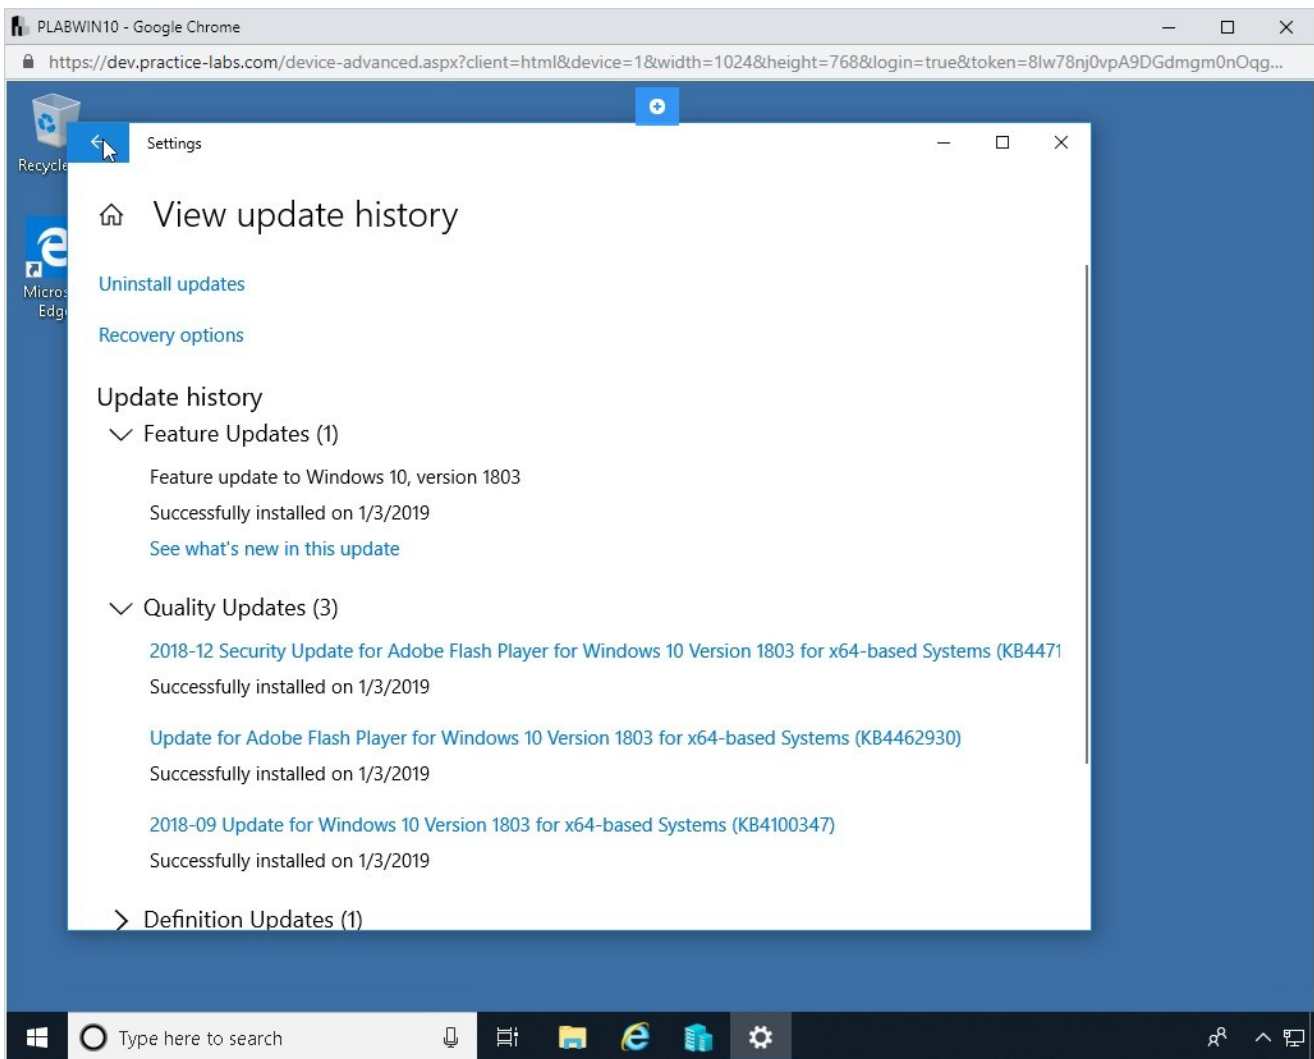 PLABWIN10 - Google Chrome
https://dev.practice-labs.com/device-advanced.aspx?client=html&device=1&width=1024&height=768&login=true&token=8lw78nj0vpA9DGdmgm0nOqg...
Settings
Recycle
View update history
Uninstall updates
Micros
Edg
Recovery options
Update history
Feature Updates (1)
Feature update to Windows 10, version 1803
Successfully installed on 1/3/2019
See what's new in this update
Quality Updates (3)
2018-12 Security Update for Adobe Flash Player for Windows 10 Version 1803 for x64-based Systems (KB4471
Successfully installed on 1/3/2019
Update for Adobe Flash Player for Windows 10 Version 1803 for x64-based Systems (KB4462930)
Successfully installed on 1/3/2019
2018-09 Update for Windows 10 Version 1803 for x64-based Systems (KB4100347)
Successfully installed on 1/3/2019
Definition Updates (1)
Type here to search